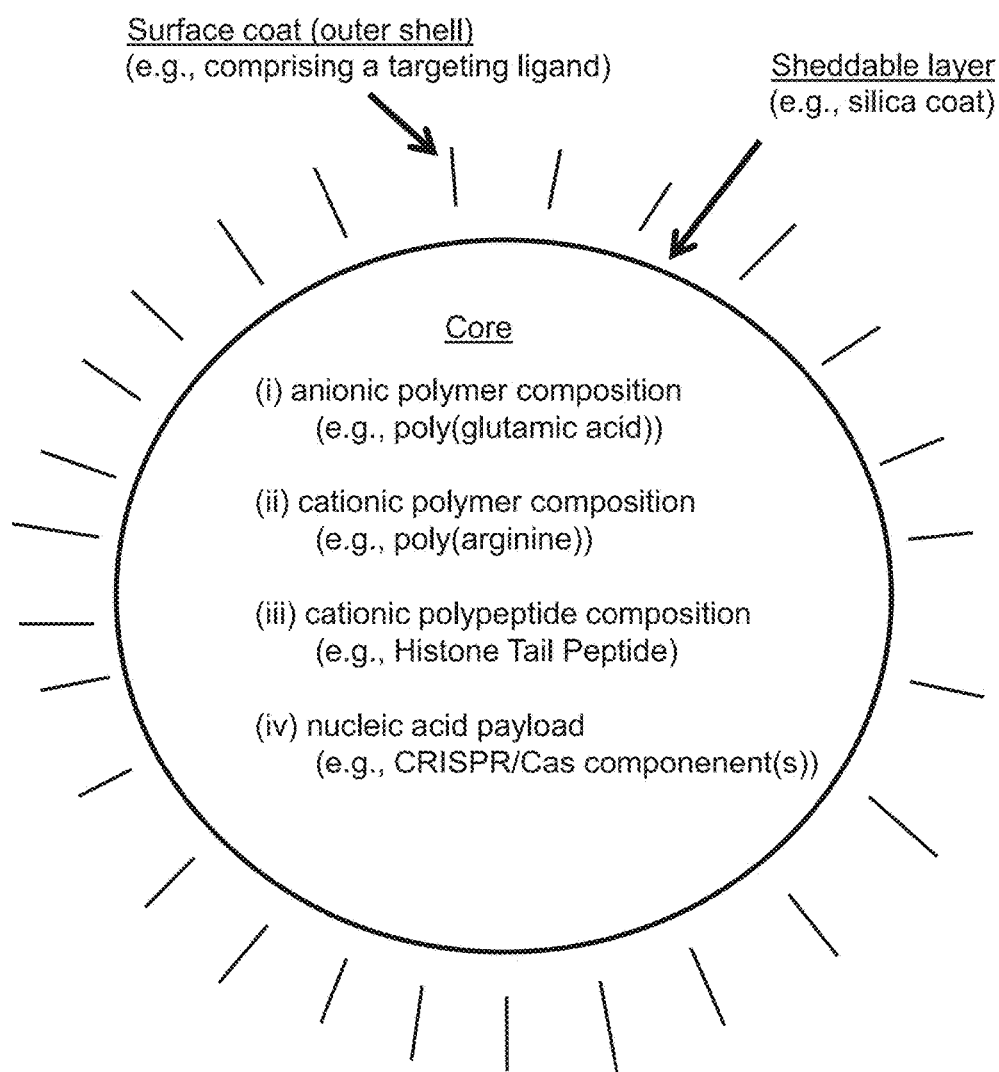 Surface coat (outer shell)
(e.g., comprising a targeting ligand)
Sheddable layer
(e.g., silica coat)
Core
(i) anionic polymer composition
(e.g., poly(glutamic acid))
(ii) cationic polymer composition
(e.g., poly(arginine))
(iii) cationic polypeptide composition
(e.g., Histone Tail Peptide)
(iv) nucleic acid payload
(e.g., CRISPR/Cas componenent(s))